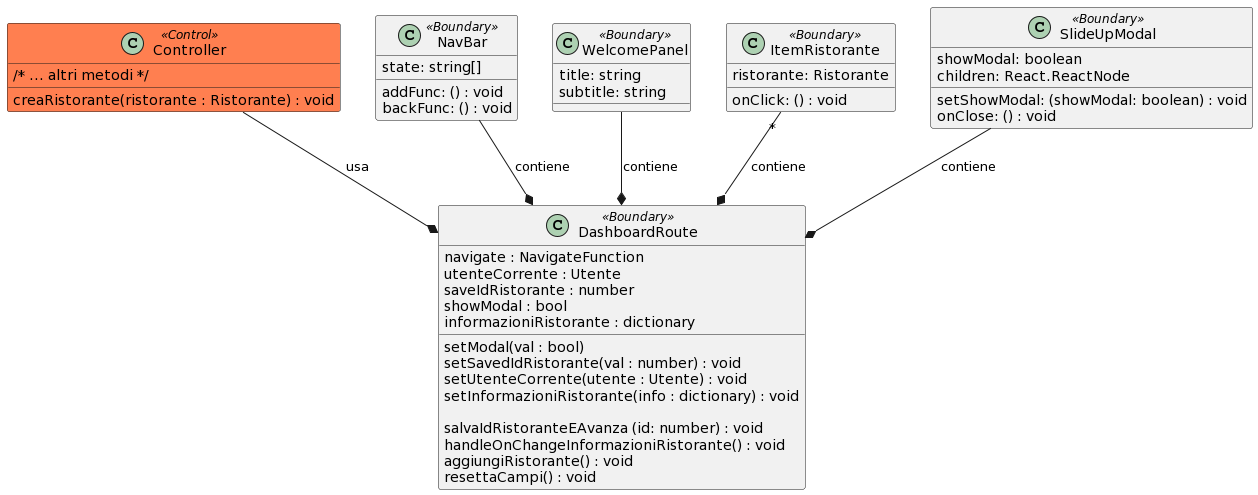 C
«Control»
Controller
/* ... altri metodi */
creaRistorante(ristorante : Ristorante) : void
C
«Boundary»
NavBar
state: string[]
addFunc: () : void
backFunc: () : void
C
«Boundary»
WelcomePanel
title: string
subtitle: string
C
«Boundary»
ItemRistorante
ristorante: Ristorante
onClick: () : void
C
«Boundary»
SlideUpModal
showModal: boolean
children: React.ReactNode
setShowModal: (showModal: boolean) : void
onClose: () : void
*
usa
contiene
contiene
contiene
contiene
C
«Boundary»
DashboardRoute
navigate : NavigateFunction
utenteCorrente : Utente
saveIdRistorante : number
showModal : bool
informazioniRistorante : dictionary
setModal(val : bool)
setSavedIdRistorante(val : number) : void
setUtenteCorrente(utente : Utente) : void
setInformazioniRistorante(info : dictionary) : void
salvaIdRistoranteEAvanza (id: number) : void
handleOnChangeInformazioniRistorante() : void
aggiungiRistorante() : void
resettaCampi() : void